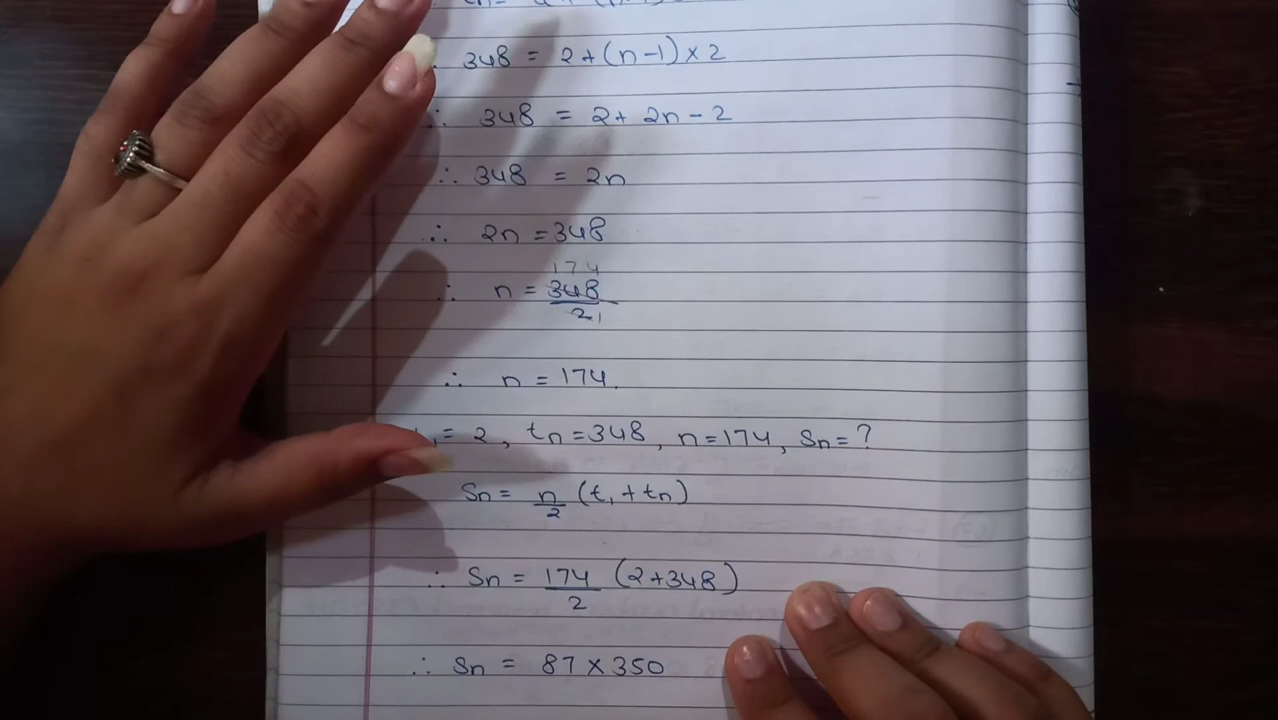 348 = 2+(n-1)×2
∴ 348 = 2+ 2n - 2
∴ 348 = 2n
∴ 2n = 348
174
∴ n = 348/2 1
∴ n = 174.
= 2, tn = 348, n = 174, Sn = ?
Sn = n/2 (t1 + tn)
∴ Sn = 174/2 (2+348)
∴ Sn = 87 × 350